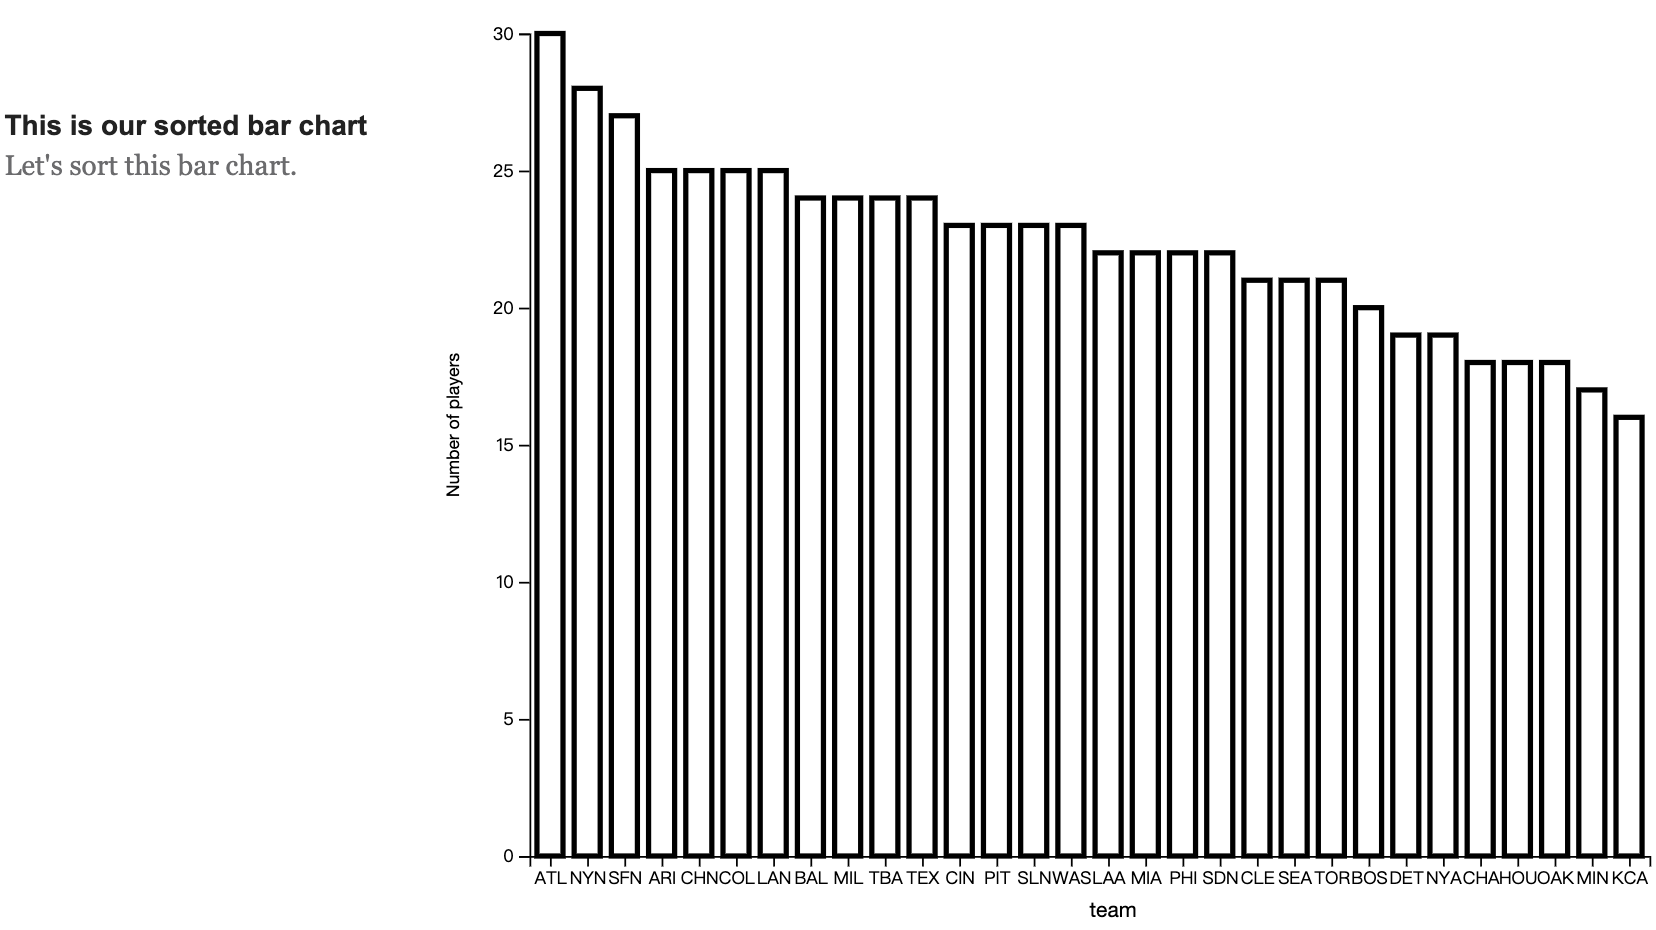 This is our sorted bar chart
Let's sort this bar chart.
30
25
20
15
10
5
0
Number of players
ATL NYN SFN ARI CHN COL LAN BAL MIL TBA TEX CIN PIT SLN WAS LAA MIA PHI SDN CLE SEA TOR BOS DET NYA CHA HOU OAK MIN KCA
team